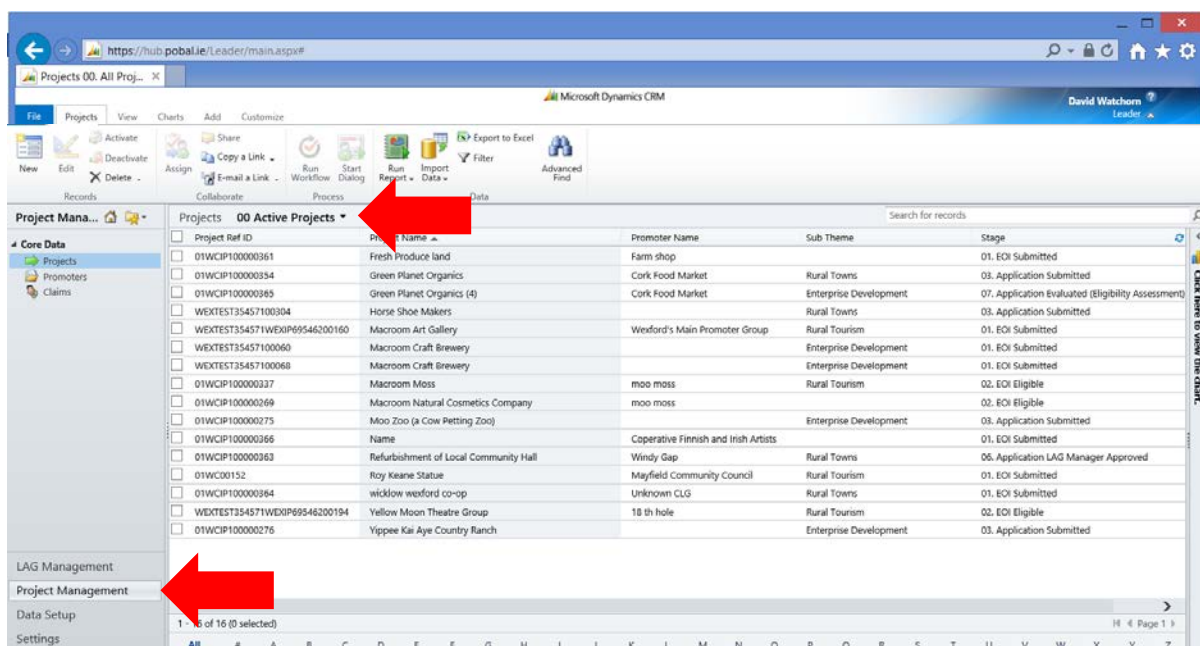 https://hub.pobal.ie/Leader/main.aspx#
Projects 00. All Proj...
Microsoft Dynamics CRM
David Watchorn
Leader
File Projects View Charts Add Customize
New
Edit
Activate
Deactivate
Delete
Records
Assign
Share
Copy a Link
E-mail a Link
Collaborate
Run Workflow
Start Dialog
Process
Run Report
Import Data
Export to Excel
Filter
Advanced Find
Data
Project Mana...
Core Data
Projects
Promoters
Claims
LAG Management
Project Management
Data Setup
Settings
Projects 00 Active Projects
Search for records
Project Ref ID Name Promoter Name Sub Theme Stage
01WCIP100000361 Fresh Produce land Farm shop 01. EOI Submitted
01WCIP100000354 Green Planet Organics Cork Food Market Rural Towns 03. Application Submitted
01WCIP100000365 Green Planet Organics (4) Cork Food Market Enterprise Development 07. Application Evaluated (Eligibility Assessment)
WEXTEST35457100304 Horse Shoe Makers Rural Towns 03. Application Submitted
WEXTEST354571WEXIP69546200160 Macroom Art Gallery Wexford's Main Promoter Group Rural Tourism 01. EOI Submitted
WEXTEST35457100060 Macroom Craft Brewery Enterprise Development 01. EOI Submitted
WEXTEST35457100068 Macroom Craft Brewery Enterprise Development 01. EOI Submitted
01WCIP100000337 Macroom Moss moo moss Rural Tourism 02. EOI Eligible
01WCIP100000269 Macroom Natural Cosmetics Company moo moss 02. EOI Eligible
01WCIP100000275 Moo Zoo (a Cow Petting Zoo) Enterprise Development 03. Application Submitted
01WCIP100000366 Name Coperative Finnish and Irish Artists 01. EOI Submitted
01WCIP100000363 Refurbishment of Local Community Hall Windy Gap Rural Towns 06. Application LAG Manager Approved
01WC00152 Roy Keane Statue Mayfield Community Council Rural Tourism 01. EOI Submitted
01WCIP100000364 wicklow wexford co-op Unknown CLG Rural Towns 01. EOI Submitted
WEXTEST354571WEXIP69546200194 Yellow Moon Theatre Group 18 th hole Rural Tourism 02. EOI Eligible
01WCIP100000276 Yippee Kai Aye Country Ranch Enterprise Development 03. Application Submitted
Click here to view the chart.
of 16 (0 selected)
Page 1
All # A B C D E F G H I J K L M N O P Q R S T U V W X Y Z